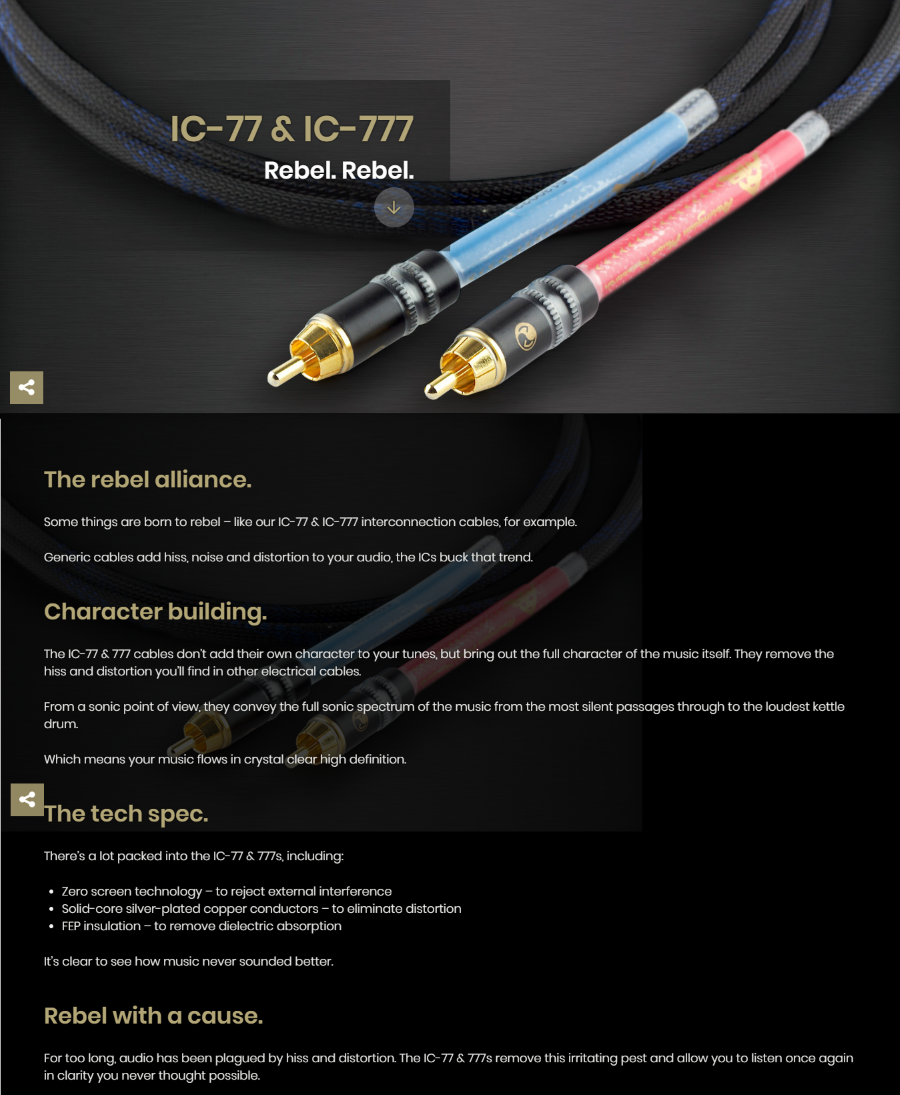 IC-77 & IC-777
Rebel. Rebel.
The rebel alliance.
Some things are born to rebel – like our IC-77 & IC-777 interconnection cables, for example.
Generic cables add hiss, noise and distortion to your audio, the ICs buck that trend.
Character building.
The IC-77 & 777 cables don't add their own character to your tunes, but bring out the full character of the music itself. They remove the
hiss and distortion you'll find in other electrical cables.
From a sonic point of view, they convey the full sonic spectrum of the music from the most silent passages through to the loudest kettle
drum.
Which means your music flows in crystal clear high definition.
The tech spec.
There's a lot packed into the IC-77 & 777s, including:
• Zero screen technology – to reject external interference
• Solid-core silver-plated copper conductors – to eliminate distortion
• FEP insulation – to remove dielectric absorption
It's clear to see how music never sounded better.
Rebel with a cause.
For too long, audio has been plagued by hiss and distortion. The IC-77 & 777s remove this irritating pest and allow you to listen once again
in clarity you never thought possible.